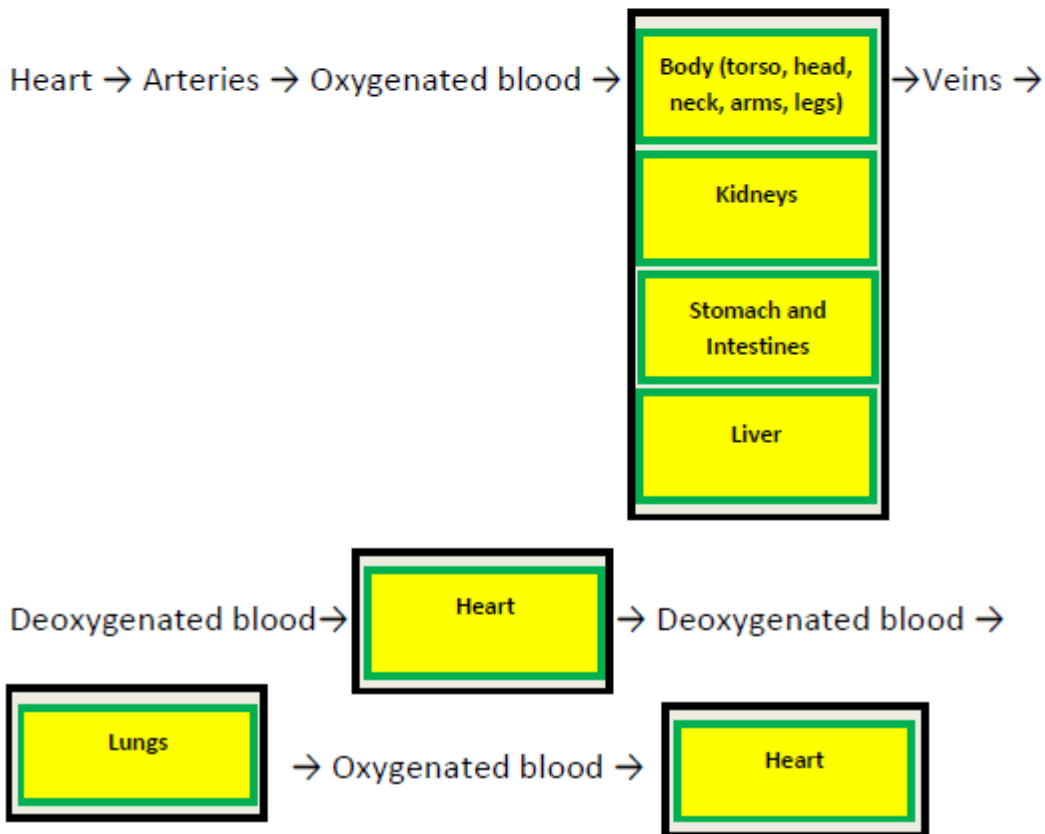 Heart → Arteries → Oxygenated blood →
Body (torso, head,
neck, arms, legs)
→Veins →
Kidneys
Stomach and
Intestines
Liver
Deoxygenated blood→
Heart
→ Deoxygenated blood →
Lungs
→ Oxygenated blood →
Heart